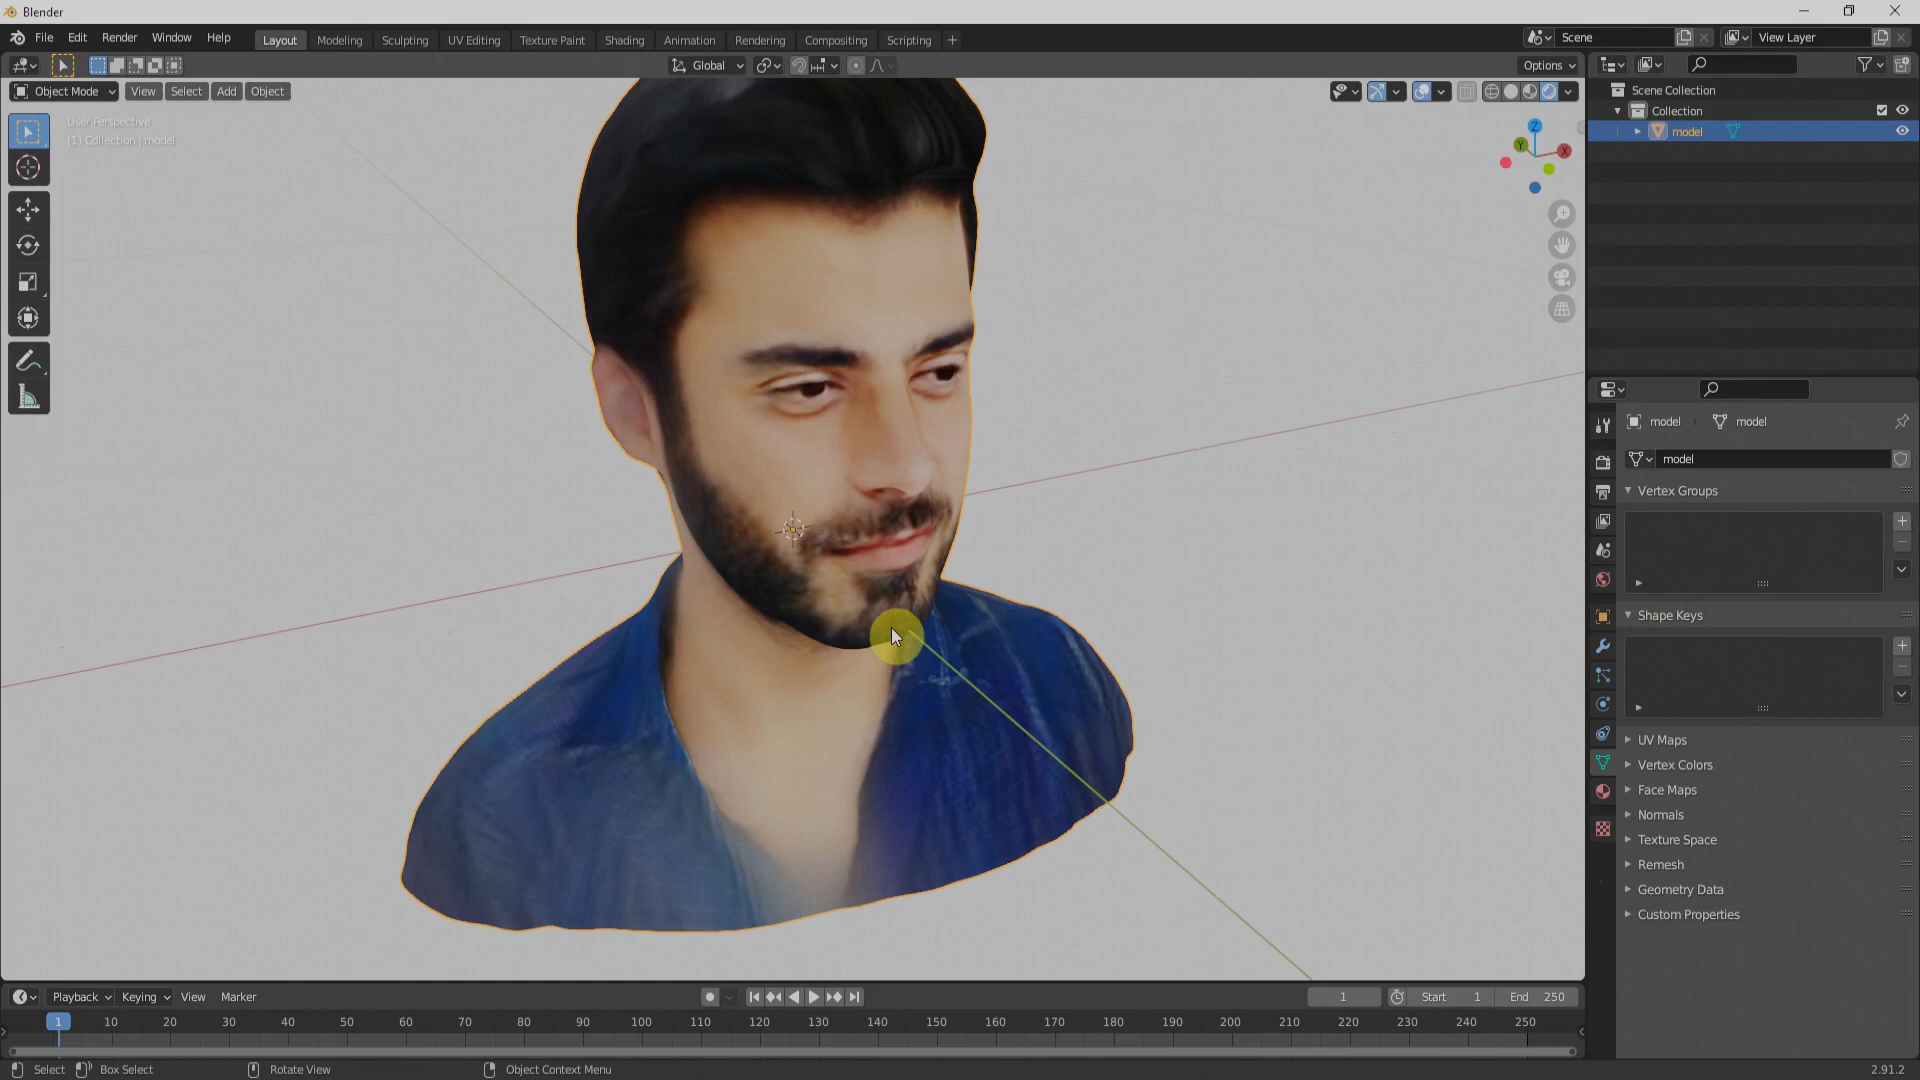 Blender
File Edit Render Window Help
Layout Modeling Sculpting UV Editing Texture Paint Shading Animation Rendering Compositing Scripting +
Scene
View Layer
Global
Options
Object Mode View Select Add Object
User Perspective
(1) Collection | model
Z
Y
X
Scene Collection
Collection
model
model model
model
Vertex Groups
Shape Keys
UV Maps
Vertex Colors
Face Maps
Normals
Texture Space
Remesh
Geometry Data
Custom Properties
Playback Keying View Marker
1 Start 1 End 250
1 10 20 30 40 50 60 70 80 90 100 110 120 130 140 150 160 170 180 190 200 210 220 230 240 250
Select Box Select Rotate View Object Context Menu 2.91.2